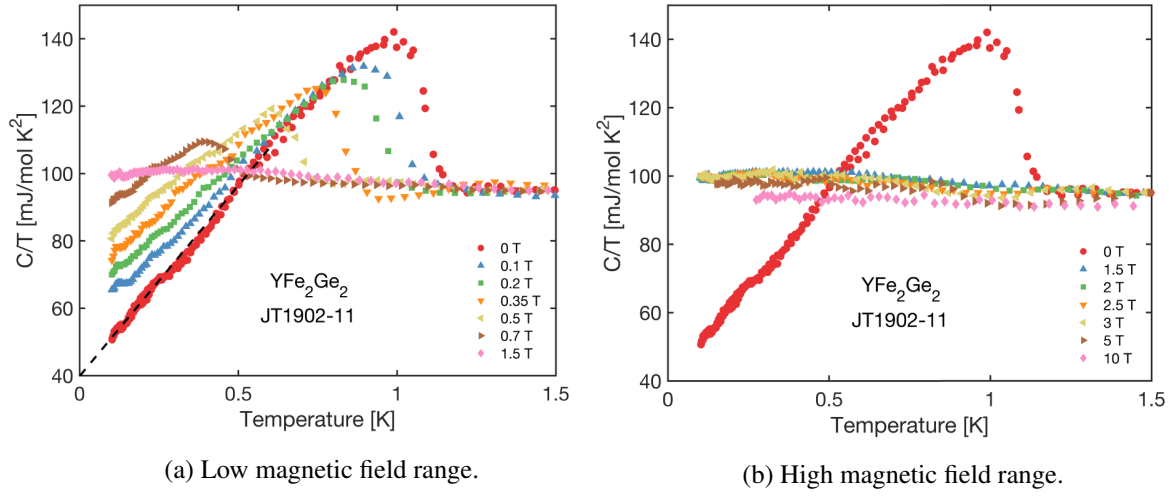 140
120
100
80
60
40
C/T [mJ/mol K²]
0
0.5
1
1.5
Temperature [K]
YFe₂Ge₂
JT1902-11
0 T
0.1 T
0.2 T
0.35 T
0.5 T
0.7 T
1.5 T
(a) Low magnetic field range.
140
120
100
80
60
40
C/T [mJ/mol K²]
0
0.5
1
1.5
Temperature [K]
YFe₂Ge₂
JT1902-11
0 T
1.5 T
2 T
2.5 T
3 T
5 T
10 T
(b) High magnetic field range.